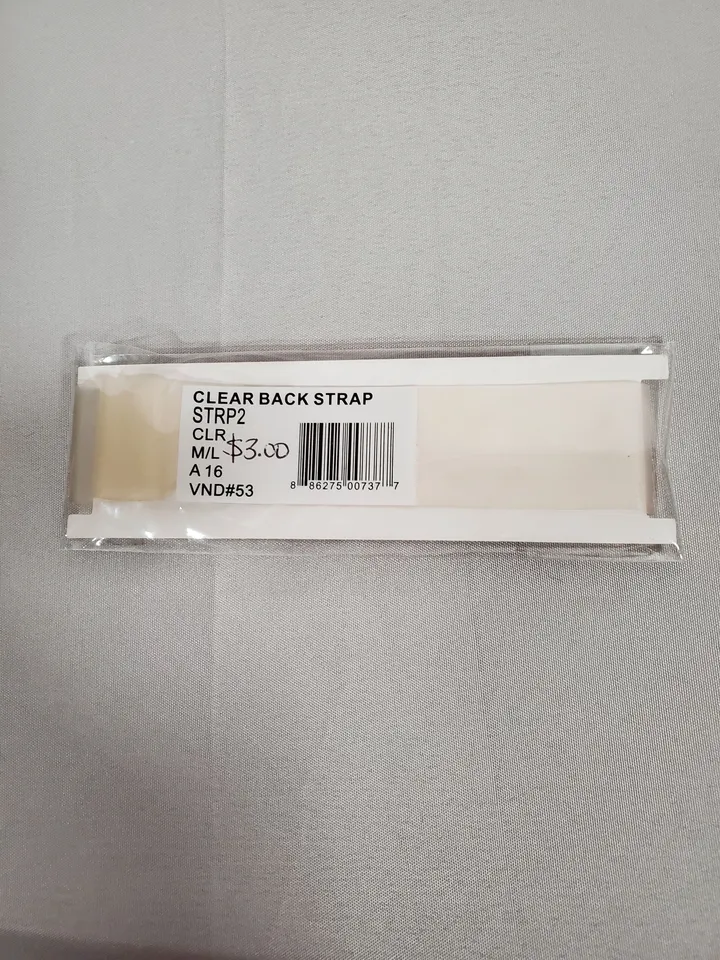 CLEAR BACK STRAP
STRP2
CLR
M/L $3.00
A 16
VND#53
8 86275 00737 7